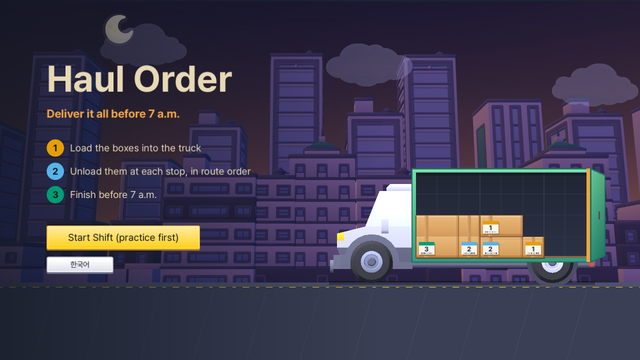 Haul Order
Deliver it all before 7 a.m.
1 Load the boxes into the truck
2 Unload them at each stop, in route order
3 Finish before 7 a.m.
Start Shift (practice first)
한국어
1
3
2
2
1